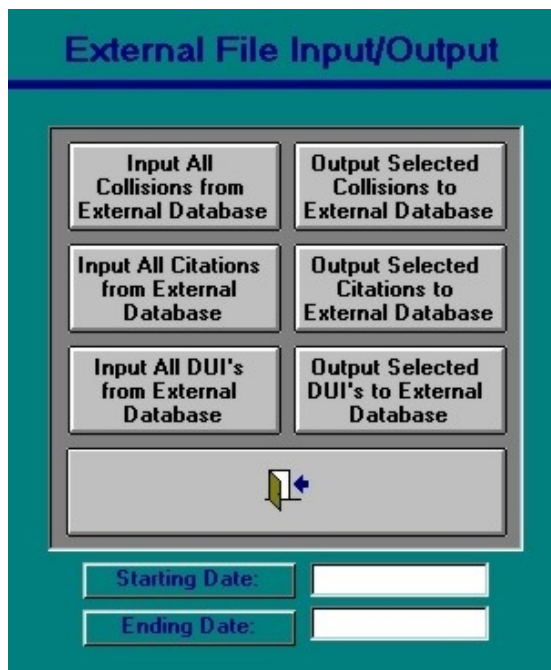 External File Input/Output
Input All
Collisions from
External Database
Output Selected
Collisions to
External Database
Input All Citations
from External
Database
Output Selected
Citations to
External Database
Input All DUI's
from External
Database
Output Selected
DUI's to External
Database
Starting Date:
Ending Date: